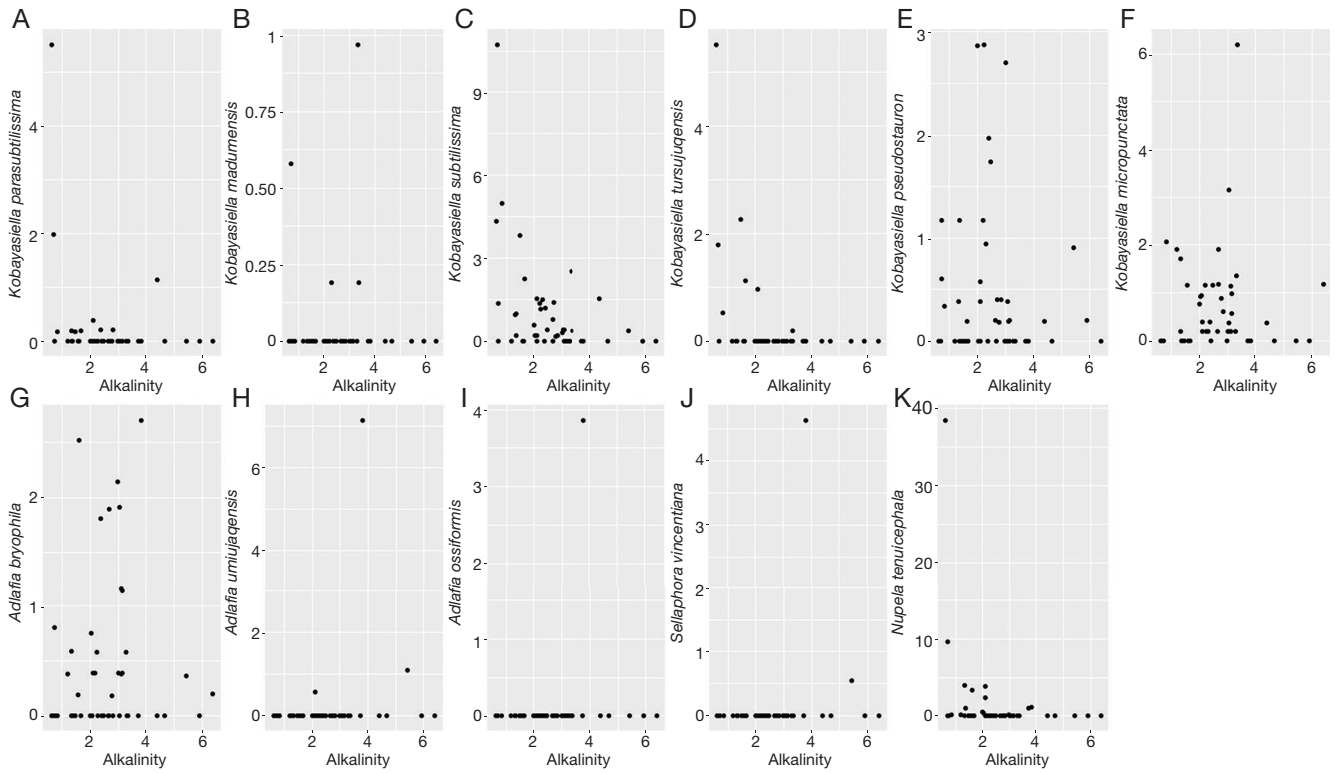 A
Kobayasiella parasubtilissima
4
2
0
2 4 6
Alkalinity
B
Kobayasiella madumensis
1
0.75
0.50
0.25
0
2 4 6
Alkalinity
C
Kobayasiella subtilissima
9
6
3
0
2 4 6
Alkalinity
D
Kobayasiella tursujuqensis
4
2
0
2 4 6
Alkalinity
E
Kobayasiella pseudostauron
3
2
1
0
2 4 6
Alkalinity
F
Kobayasiella micropunctata
6
4
2
0
2 4 6
Alkalinity
G
Adlafia bryophila
2
1
0
2 4 6
Alkalinity
H
Adlafia umiujaqensis
6
4
2
0
2 4 6
Alkalinity
I
Adlafia ossiformis
4
3
2
1
0
2 4 6
Alkalinity
J
Sellaphora vincentiana
4
3
2
1
0
2 4 6
Alkalinity
K
Nupela tenuicephala
40
30
20
10
0
2 4 6
Alkalinity